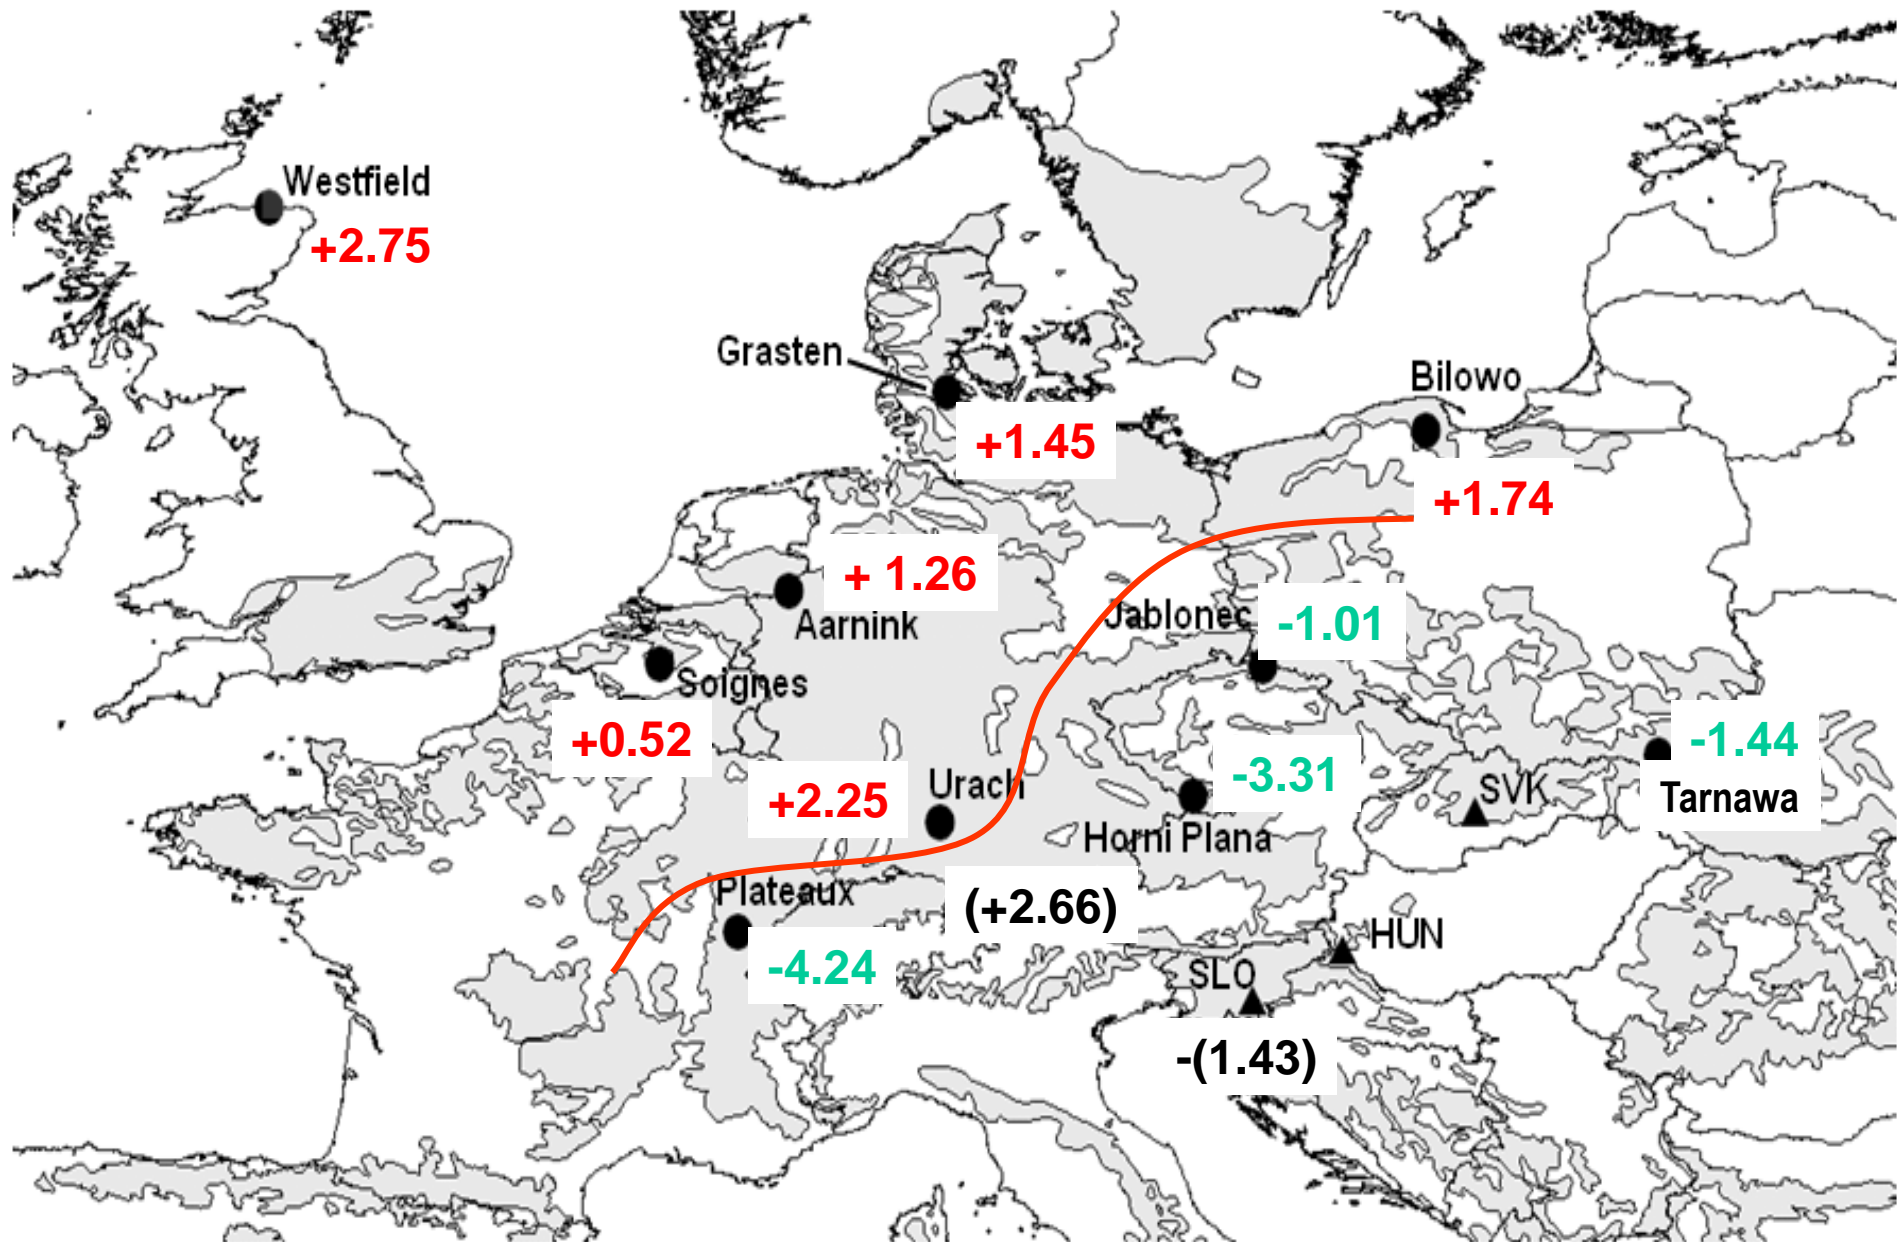 Westfield
+2.75
Grasten
+1.45
Bilowo
+1.74
+ 1.26
Aarnink
Jablonec
-1.01
Soignes
+0.52
-1.44
Tarnawa
-3.31
Horni Plana
SVK
Urach
+2.25
Plateaux
-4.24
(+2.66)
HUN
SLO
-(1.43)